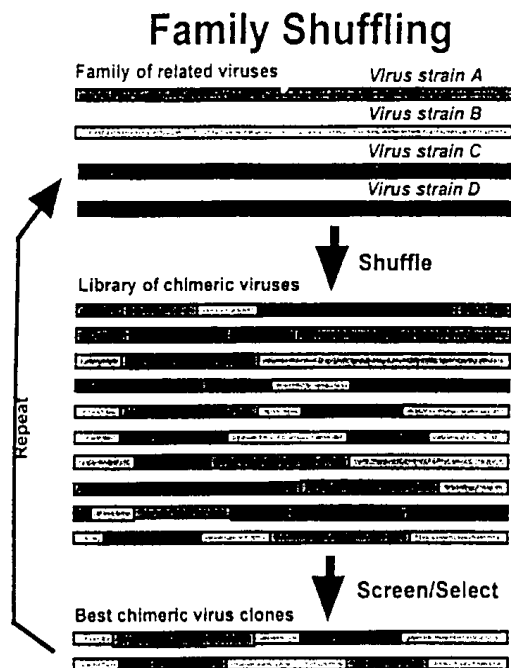 Family Shuffling
Family of related viruses
Virus strain A
Virus strain B
Virus strain C
Virus strain D
Shuffle
Library of chimeric viruses
Repeat
Screen/Select
Best chimeric virus clones